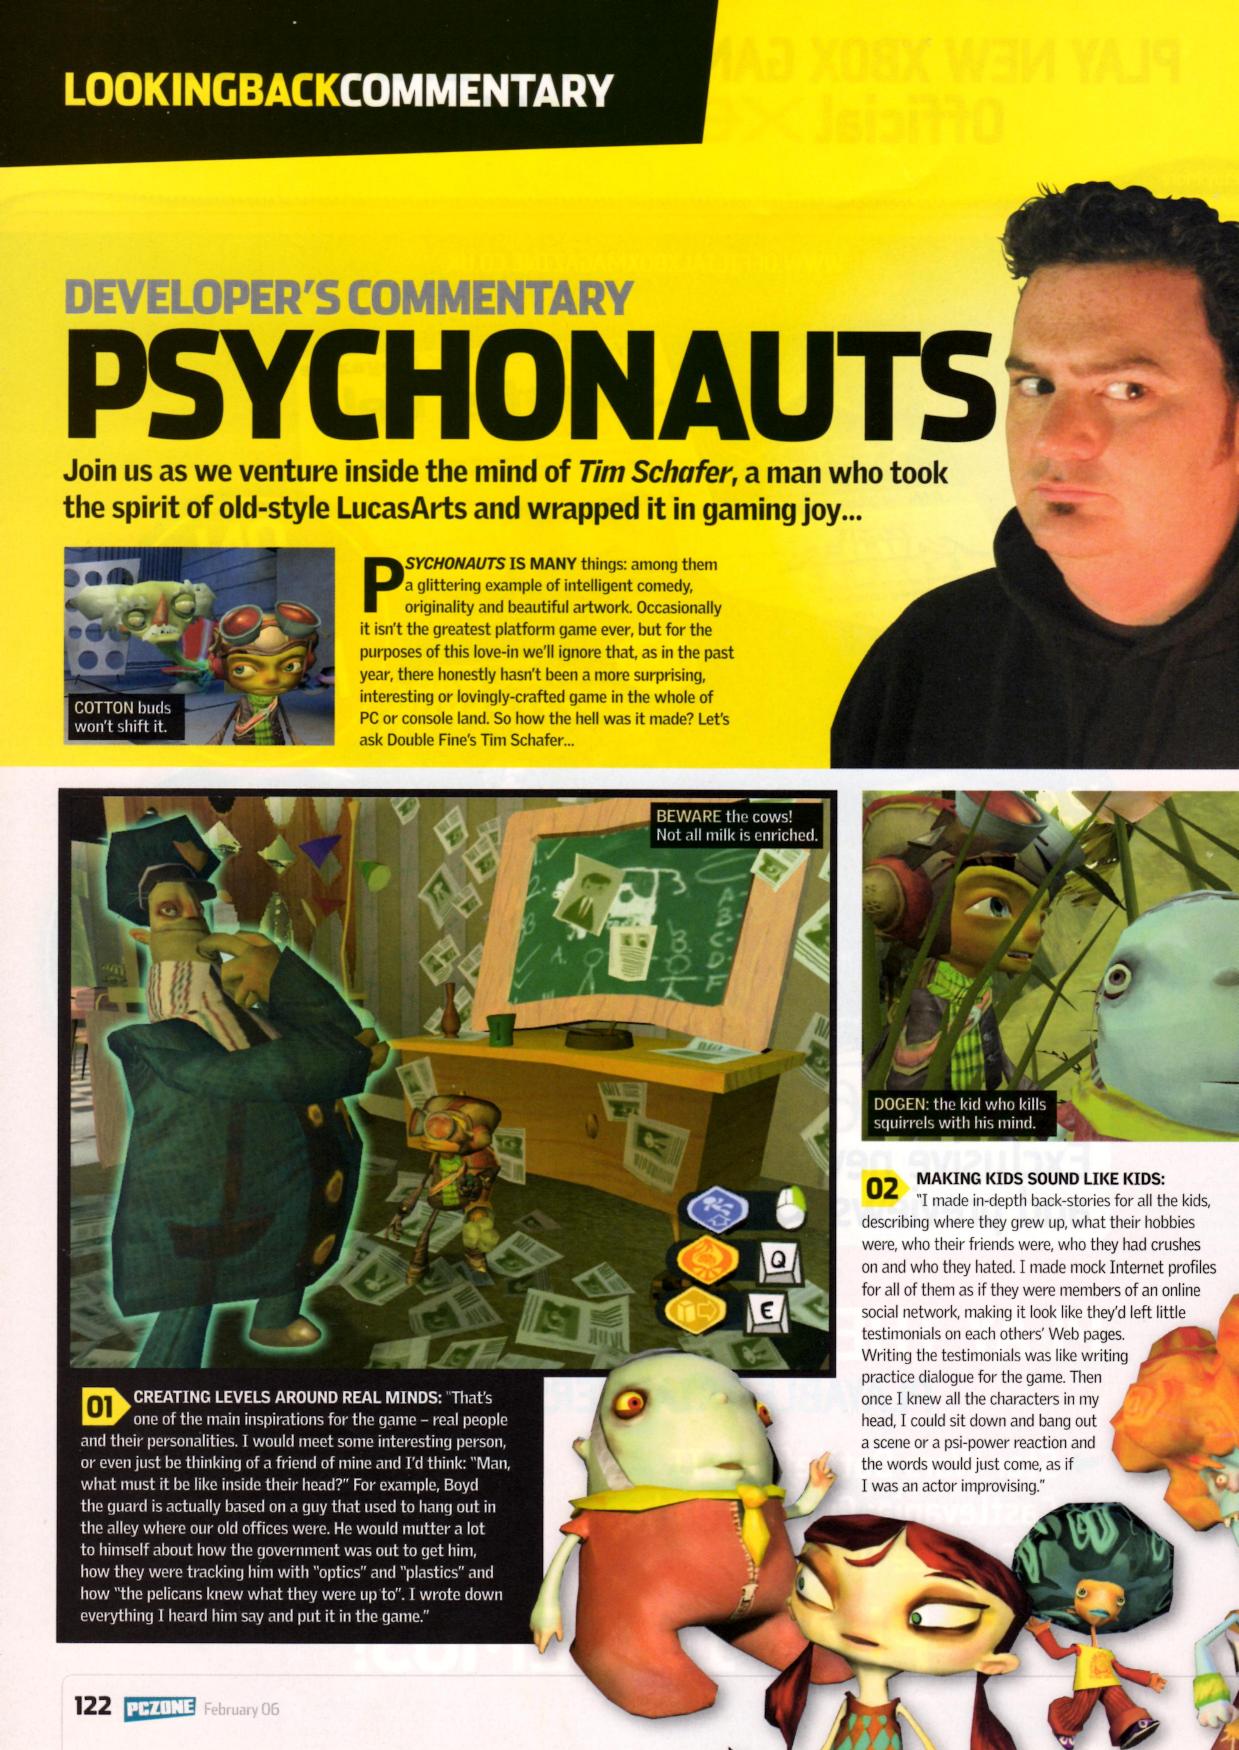 LOOKINGBACKCOMMENTARY
DEVELOPER'S COMMENTARY
PSYCHONAUTS
Join us as we venture inside the mind of Tim Schafer, a man who took
the spirit of old-style LucasArts and wrapped it in gaming joy...
COTTON buds
won't shift it.
PSYCHONAUTS IS MANY things: among them
a glittering example of intelligent comedy,
originality and beautiful artwork. Occasionally
it isn't the greatest platform game ever, but for the
purposes of this love-in we'll ignore that, as in the past
year, there honestly hasn't been a more surprising,
interesting or lovingly-crafted game in the whole of
PC or console land. So how the hell was it made? Let's
ask Double Fine's Tim Schafer...
BEWARE the cows!
Not all milk is enriched.
Q
E
01 CREATING LEVELS AROUND REAL MINDS: "That's
one of the main inspirations for the game – real people
and their personalities. I would meet some interesting person,
or even just be thinking of a friend of mine and I'd think: "Man,
what must it be like inside their head?" For example, Boyd
the guard is actually based on a guy that used to hang out in
the alley where our old offices were. He would mutter a lot
to himself about how the government was out to get him,
how they were tracking him with "optics" and "plastics" and
how "the pelicans knew what they were up to". I wrote down
everything I heard him say and put it in the game."
DOGEN: the kid who kills
squirrels with his mind.
02 MAKING KIDS SOUND LIKE KIDS:
"I made in-depth back-stories for all the kids,
describing where they grew up, what their hobbies
were, who their friends were, who they had crushes
on and who they hated. I made mock Internet profiles
for all of them as if they were members of an online
social network, making it look like they'd left little
testimonials on each others' Web pages.
Writing the testimonials was like writing
practice dialogue for the game. Then
once I knew all the characters in my
head, I could sit down and bang out
a scene or a psi-power reaction and
the words would just come, as if
I was an actor improvising."
122 PCZONE February 06